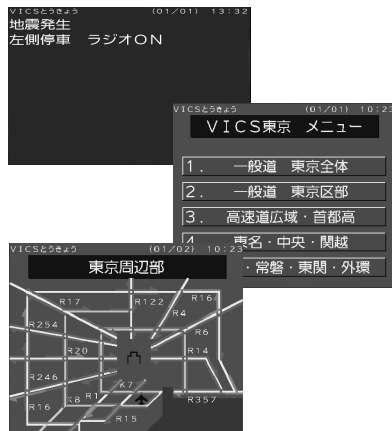 VICSとうきょう (01/01) 13:32
地震発生
左側停車 ラジオON
VICSとうきょう (01/01) 10:23
VICS東京 メニュー
1. 一般道 東京全体
2. 一般道 東京区部
3. 高速道広域・首都高
4. 東名・中央・関越
・常磐・東関・外環
VICSとうきょう (01/02) 10:23
東京周辺部
R17
R122
R16
R4
R254
R6
R20
R14
R246
K7
R16
K8
R1
R357
R15